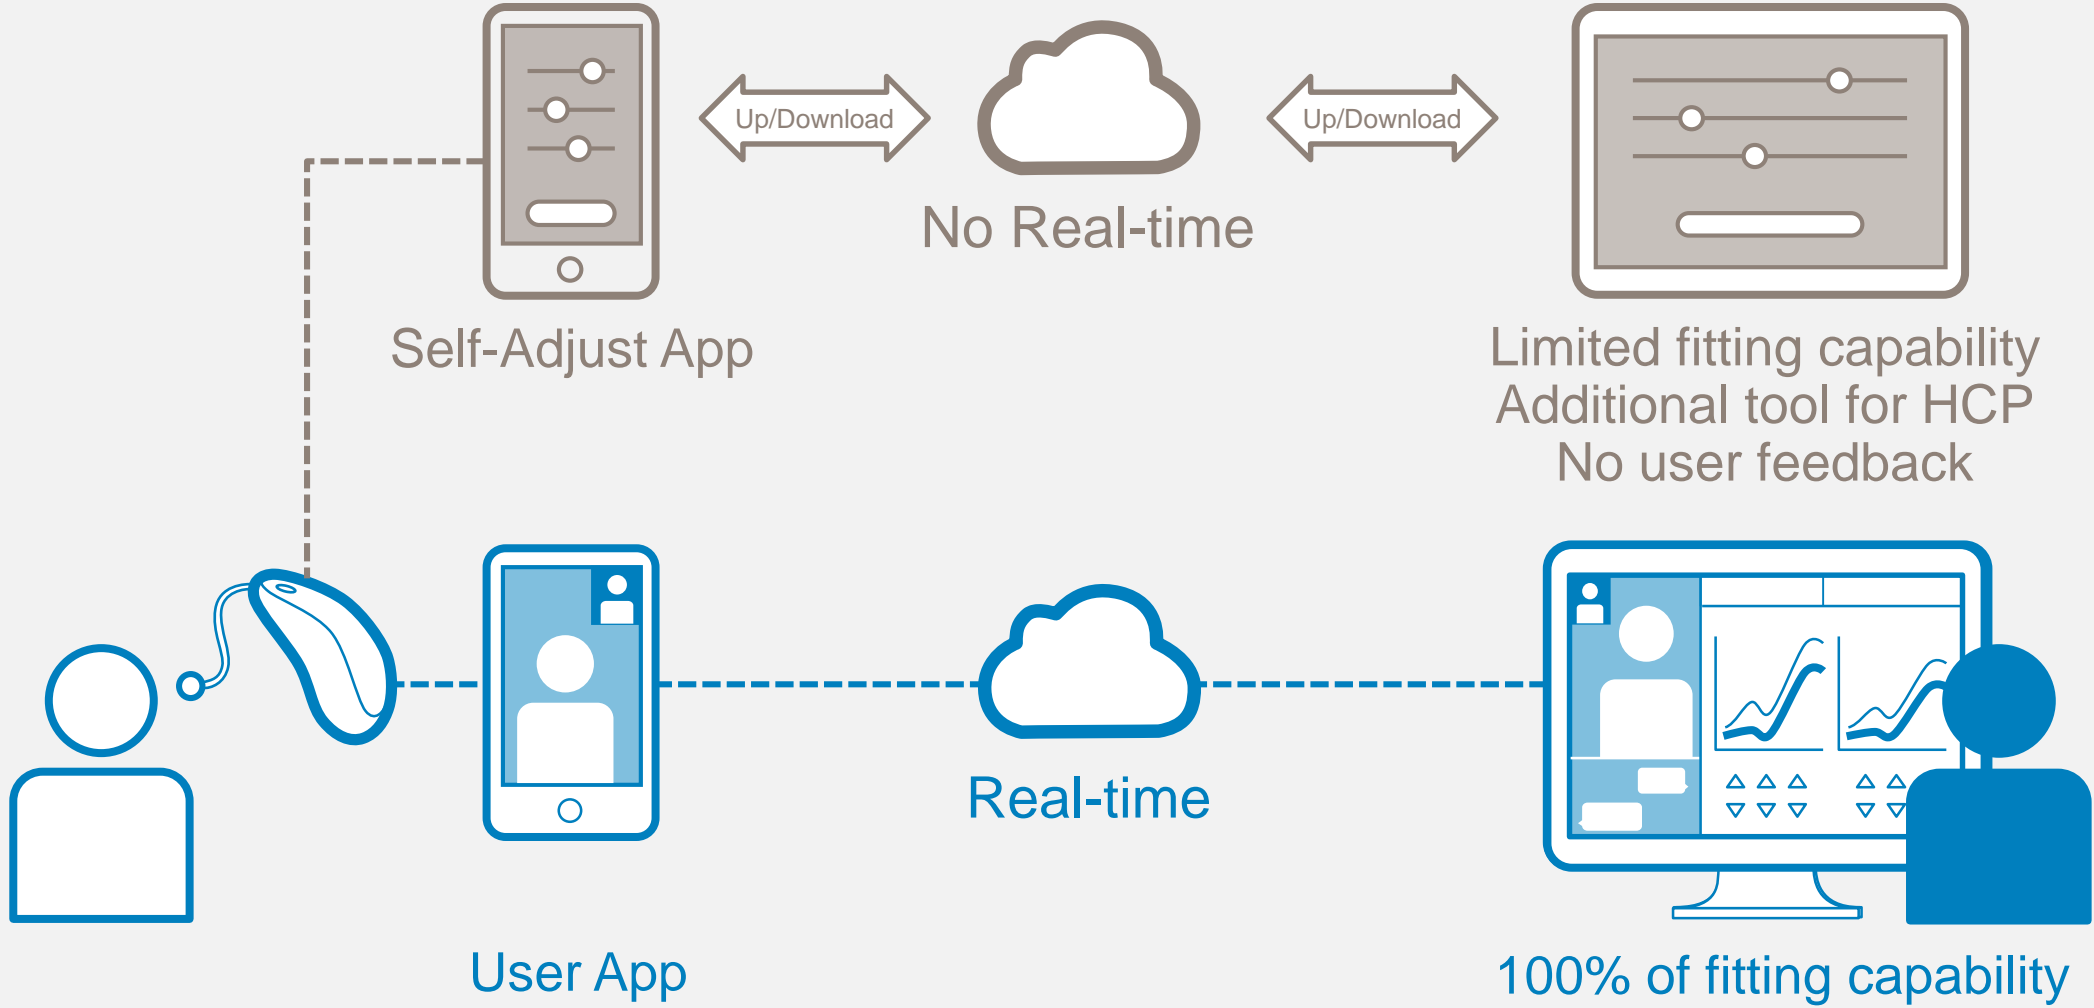 Up/Download
Up/Download
No Real-time
Self-Adjust App
Limited fitting capability
Additional tool for HCP
No user feedback
Real-time
User App
100% of fitting capability